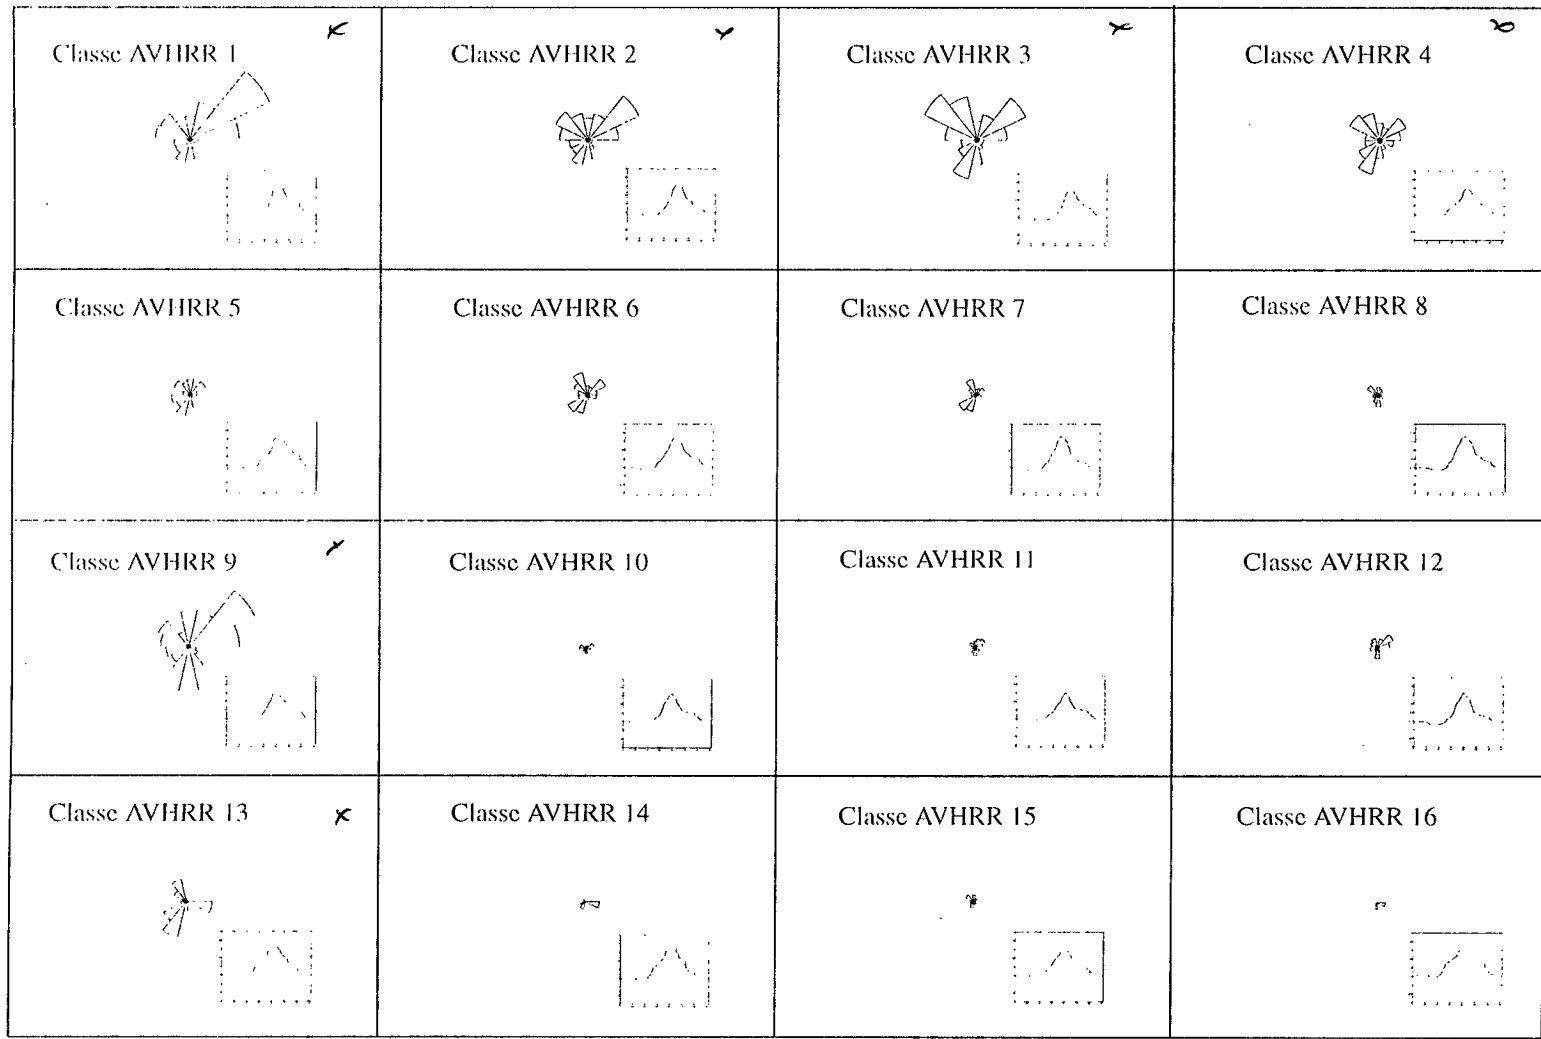 Classe AVHRR 1
Classe AVHRR 2
Classe AVHRR 3
Classe AVHRR 4
Classe AVHRR 5
Classe AVHRR 6
Classe AVHRR 7
Classe AVHRR 8
Classe AVHRR 9
Classe AVHRR 10
Classe AVHRR 11
Classe AVHRR 12
Classe AVHRR 13
Classe AVHRR 14
Classe AVHRR 15
Classe AVHRR 16